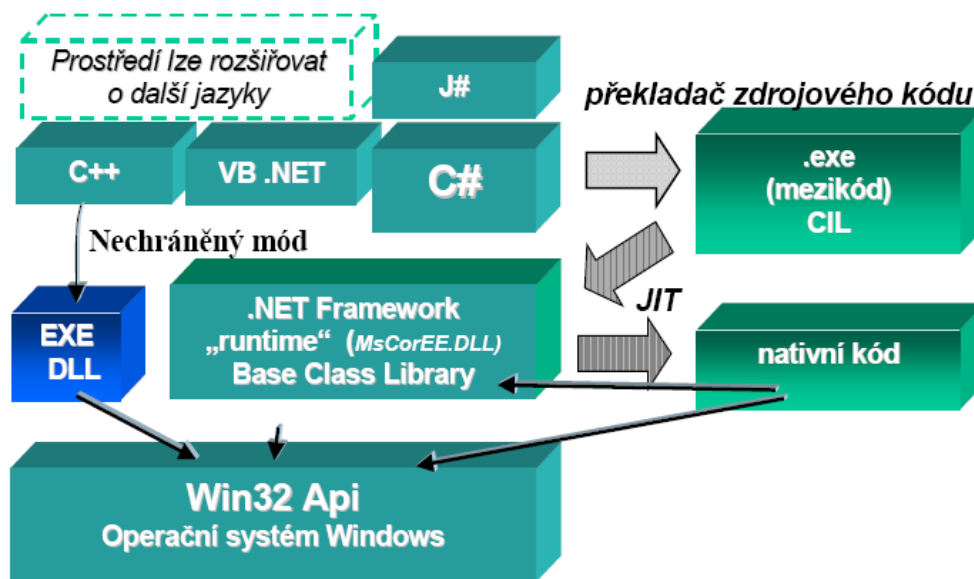 Prostředí lze rozšiřovat
o další jazyky
J#
překladač zdrojového kódu
C++
VB .NET
C#
.exe
(mezikód)
CIL
Nechráněný mód
EXE
DLL
.NET Framework
„runtime“ (MsCorEE.DLL)
Base Class Library
JIT
nativní kód
Win32 Api
Operační systém Windows